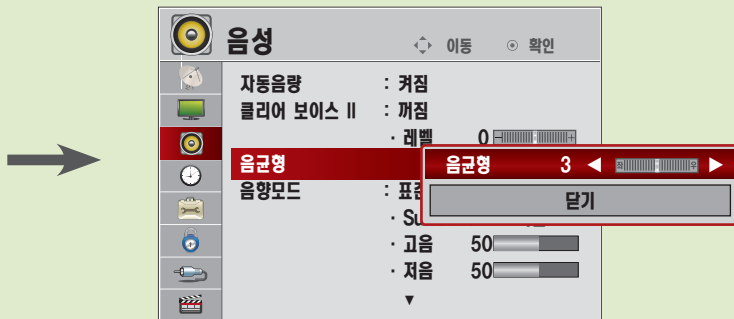 음성 이동 확인
자동음량 : 켜짐
클리어 보이스 II : 꺼짐
· 레벨 0 - +
음균형
음균형 3 ◀ 좌 우 ▶
음향모드 : 표준
닫기
· Su
· 고음 50
· 저음 50
▼